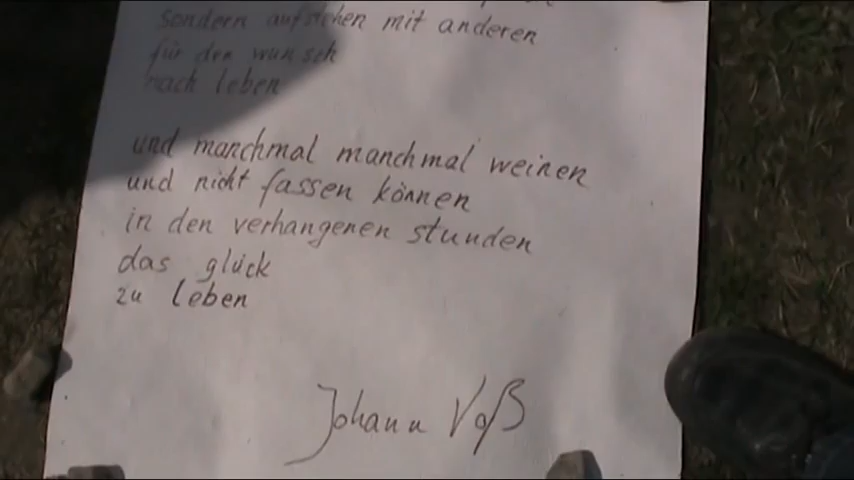 sondern aufstehen mit anderen
für den wunsch
nach leben
und manchmal manchmal weinen
und nicht fassen können
in den verhangenen stunden
das glück
zu leben
Johann Voß